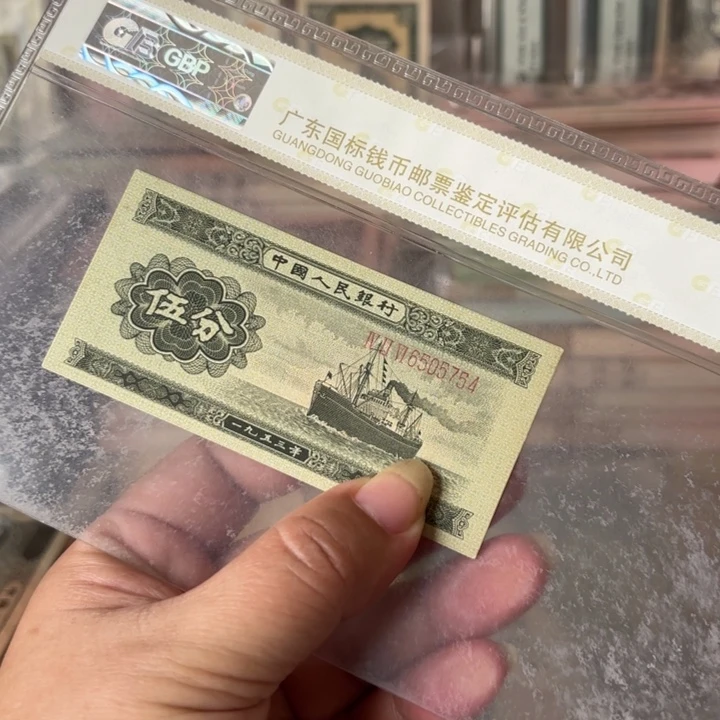 GBP
广东国标钱币邮票鉴定评估有限公司
GUANGDONG GUOBIAO COLLECTIBLES GRADING CO.,LTD
中國人民銀行
伍分
IV II VI 6505754
一九五三年